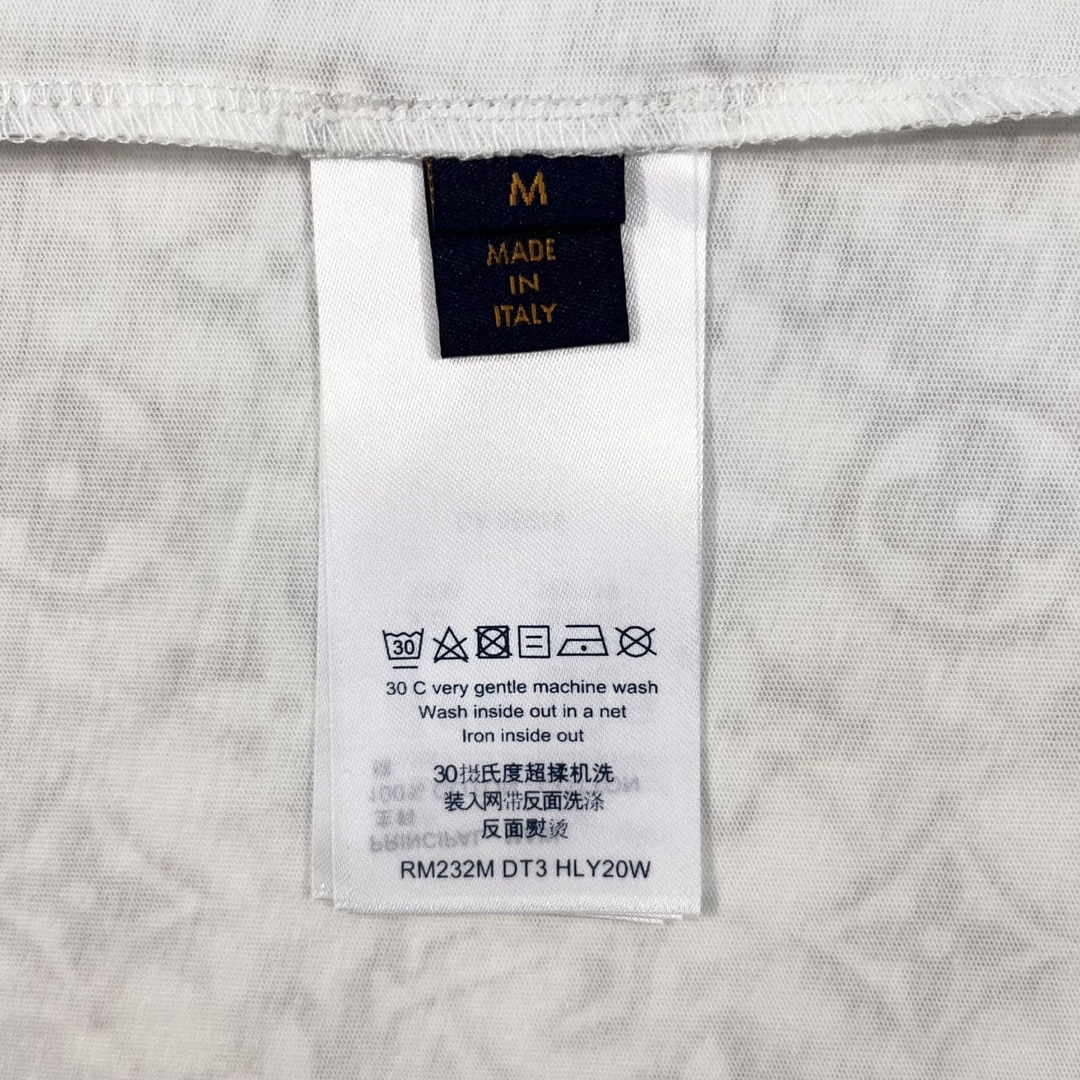 M
MADE
IN
ITALY
30
30 C very gentle machine wash
Wash inside out in a net
Iron inside out
30摄氏度超揉机洗
装入网带反面洗涤
反面熨烫
RM232M DT3 HLY20W